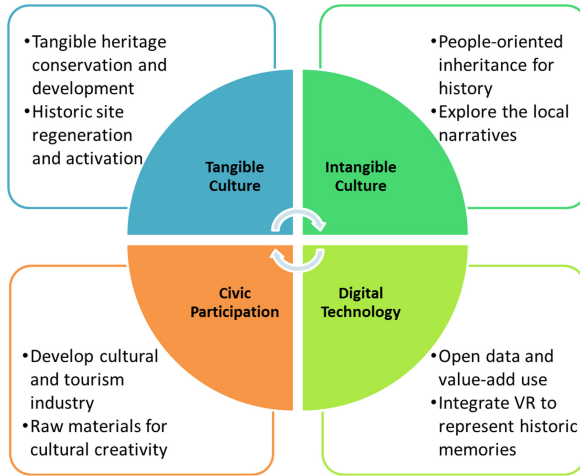 •Tangible heritage
conservation and
development
•Historic site
regeneration
and activation
•People-oriented
inheritance for
history
•Explore the local
narratives
Tangible
Culture
Intangible
Culture
Civic
Participation
Digital
Technology
•Develop cultural
and tourism
industry
•Raw materials for
cultural creativity
•Open data and
value-add use
•Integrate VR to
represent historic
memories